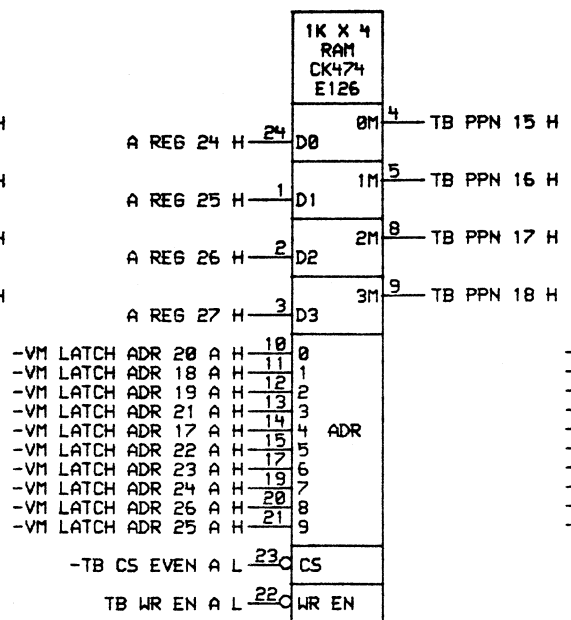 1K X 4
RAM
CK474
E126
H
0M 4 TB PPN 15 H
A REG 24 H 24 D0
H
1M 5 TB PPN 16 H
A REG 25 H 1 D1
H
2M 8 TB PPN 17 H
A REG 26 H 2 D2
H
3M 9 TB PPN 18 H
A REG 27 H 3 D3
-VM LATCH ADR 20 A H 10 0
-VM LATCH ADR 18 A H 11 1
-VM LATCH ADR 19 A H 12 2
-VM LATCH ADR 21 A H 13 3
-VM LATCH ADR 17 A H 14 4 ADR
-VM LATCH ADR 22 A H 15 5
-VM LATCH ADR 23 A H 17 6
-VM LATCH ADR 24 A H 19 7
-VM LATCH ADR 26 A H 20 8
-VM LATCH ADR 25 A H 21 9
-TB CS EVEN A L 23 CS
TB WR EN A L 22 WR EN